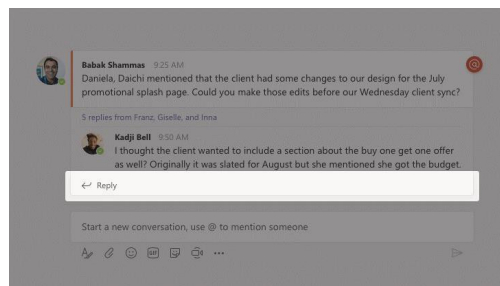 Babak Shammas 9:25 AM
Daniela, Daichi mentioned that the client had some changes to our design for the July
promotional splash page. Could you make those edits before our Wednesday client sync?
5 replies from Franz, Giselle, and Inna
Kadji Bell 9:50 AM
I thought the client wanted to include a section about the buy one get one offer
as well? Originally it was slated for August but she mentioned she got the budget.
Reply
Start a new conversation, use @ to mention someone
GIF